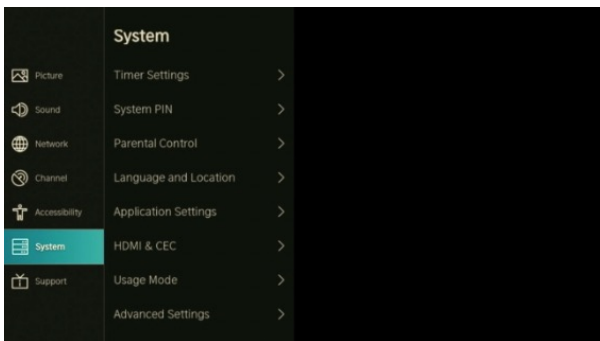 System
Picture
Timer Settings
Sound
System PIN
Network
Parental Control
Channel
Language and Location
Accessibility
Application Settings
System
HDMI & CEC
Support
Usage Mode
Advanced Settings